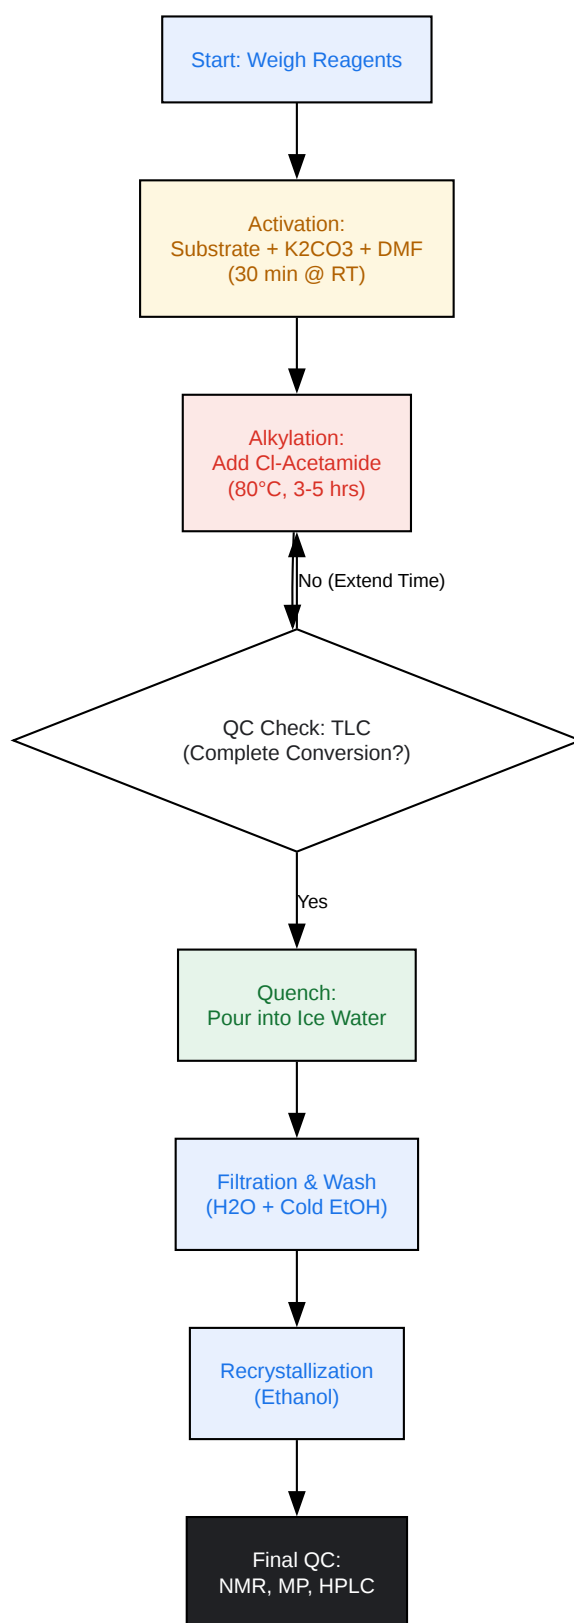 Start: Weigh Reagents
Activation:
Substrate + K2CO3 + DMF
(30 min @ RT)
Alkylation:
Add Cl-Acetamide
(80°C, 3-5 hrs)
No (Extend Time)
QC Check: TLC
(Complete Conversion?)
Yes
Quench:
Pour into Ice Water
Filtration & Wash
(H2O + Cold EtOH)
Recrystallization
(Ethanol)
Final QC:
NMR, MP, HPLC